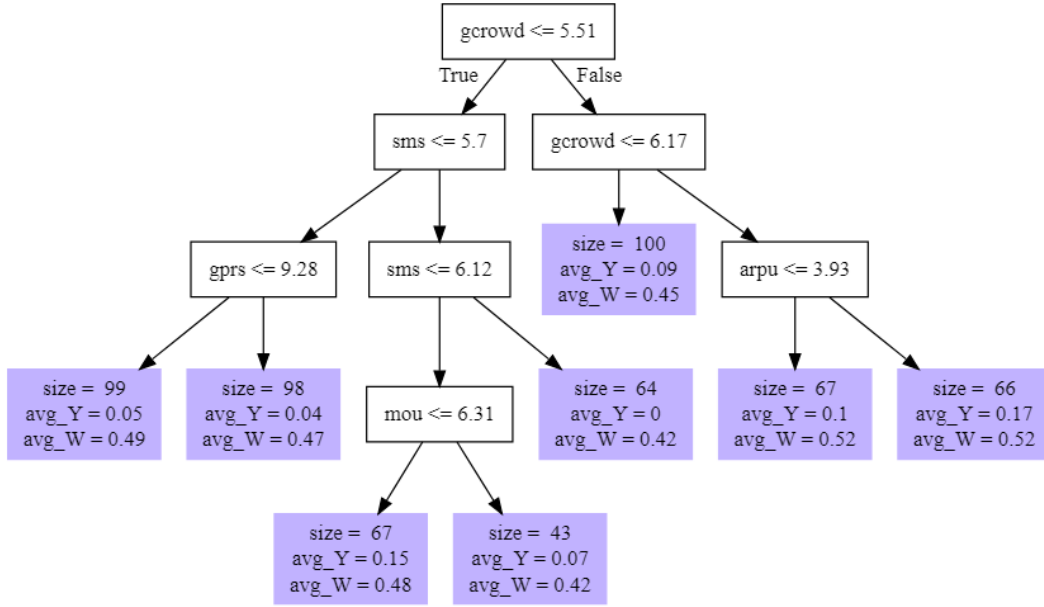 gcrowd <= 5.51
True
False
sms <= 5.7
gcrowd <= 6.17
gprs <= 9.28
sms <= 6.12
size =  100
avg_Y = 0.09
avg_W = 0.45
arpu <= 3.93
size =  99
avg_Y = 0.05
avg_W = 0.49
size =  98
avg_Y = 0.04
avg_W = 0.47
mou <= 6.31
size =  64
avg_Y = 0
avg_W = 0.42
size =  67
avg_Y = 0.1
avg_W = 0.52
size =  66
avg_Y = 0.17
avg_W = 0.52
size =  67
avg_Y = 0.15
avg_W = 0.48
size =  43
avg_Y = 0.07
avg_W = 0.42